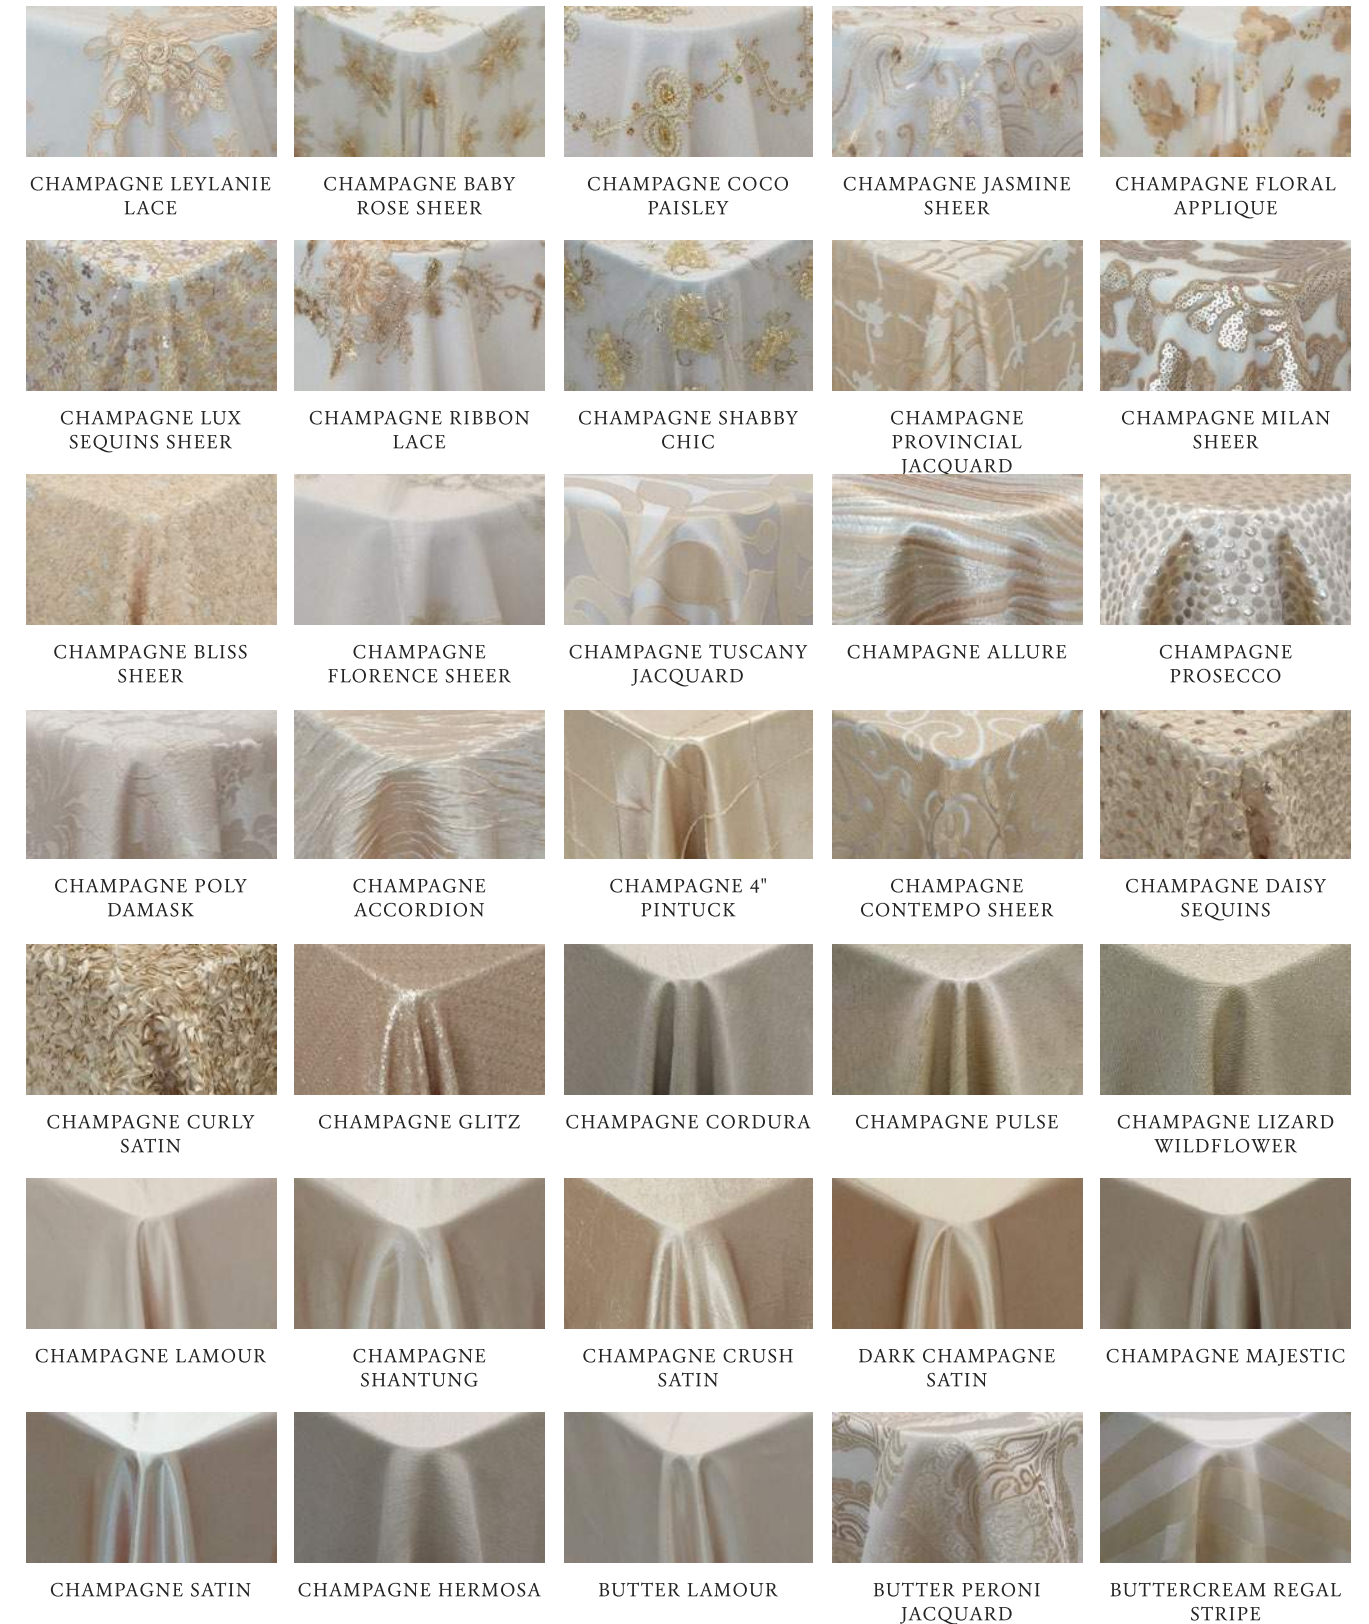 CHAMPAGNE LEYLANIE
LACE
CHAMPAGNE BABY
ROSE SHEER
CHAMPAGNE COCO
PAISLEY
CHAMPAGNE JASMINE
SHEER
CHAMPAGNE FLORAL
APPLIQUE
CHAMPAGNE LUX
SEQUINS SHEER
CHAMPAGNE RIBBON
LACE
CHAMPAGNE SHABBY
CHIC
CHAMPAGNE
PROVINCIAL
JACQUARD
CHAMPAGNE MILAN
SHEER
CHAMPAGNE BLISS
SHEER
CHAMPAGNE
FLORENCE SHEER
CHAMPAGNE TUSCANY
JACQUARD
CHAMPAGNE ALLURE
CHAMPAGNE
PROSECCO
CHAMPAGNE POLY
DAMASK
CHAMPAGNE
ACCORDION
CHAMPAGNE 4"
PINTUCK
CHAMPAGNE
CONTEMPO SHEER
CHAMPAGNE DAISY
SEQUINS
CHAMPAGNE CURLY
SATIN
CHAMPAGNE GLITZ
CHAMPAGNE CORDURA
CHAMPAGNE PULSE
CHAMPAGNE LIZARD
WILDFLOWER
CHAMPAGNE LAMOUR
CHAMPAGNE
SHANTUNG
CHAMPAGNE CRUSH
SATIN
DARK CHAMPAGNE
SATIN
CHAMPAGNE MAJESTIC
CHAMPAGNE SATIN
CHAMPAGNE HERMOSA
BUTTER LAMOUR
BUTTER PERONI
JACQUARD
BUTTERCREAM REGAL
STRIPE